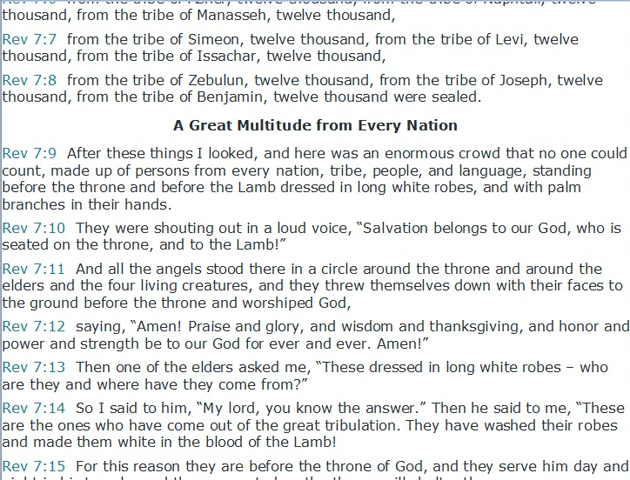 thousand, from the tribe of Manasseh, twelve thousand,
Rev 7:7 from the tribe of Simeon, twelve thousand, from the tribe of Levi, twelve
thousand, from the tribe of Issachar, twelve thousand,
Rev 7:8 from the tribe of Zebulun, twelve thousand, from the tribe of Joseph, twelve
thousand, from the tribe of Benjamin, twelve thousand were sealed.
A Great Multitude from Every Nation
Rev 7:9 After these things I looked, and here was an enormous crowd that no one could
count, made up of persons from every nation, tribe, people, and language, standing
before the throne and before the Lamb dressed in long white robes, and with palm
branches in their hands.
Rev 7:10 They were shouting out in a loud voice, “Salvation belongs to our God, who is
seated on the throne, and to the Lamb!”
Rev 7:11 And all the angels stood there in a circle around the throne and around the
elders and the four living creatures, and they threw themselves down with their faces to
the ground before the throne and worshiped God,
Rev 7:12 saying, “Amen! Praise and glory, and wisdom and thanksgiving, and honor and
power and strength be to our God for ever and ever. Amen!”
Rev 7:13 Then one of the elders asked me, “These dressed in long white robes – who
are they and where have they come from?”
Rev 7:14 So I said to him, “My lord, you know the answer.” Then he said to me, “These
are the ones who have come out of the great tribulation. They have washed their robes
and made them white in the blood of the Lamb!
Rev 7:15 For this reason they are before the throne of God, and they serve him day and